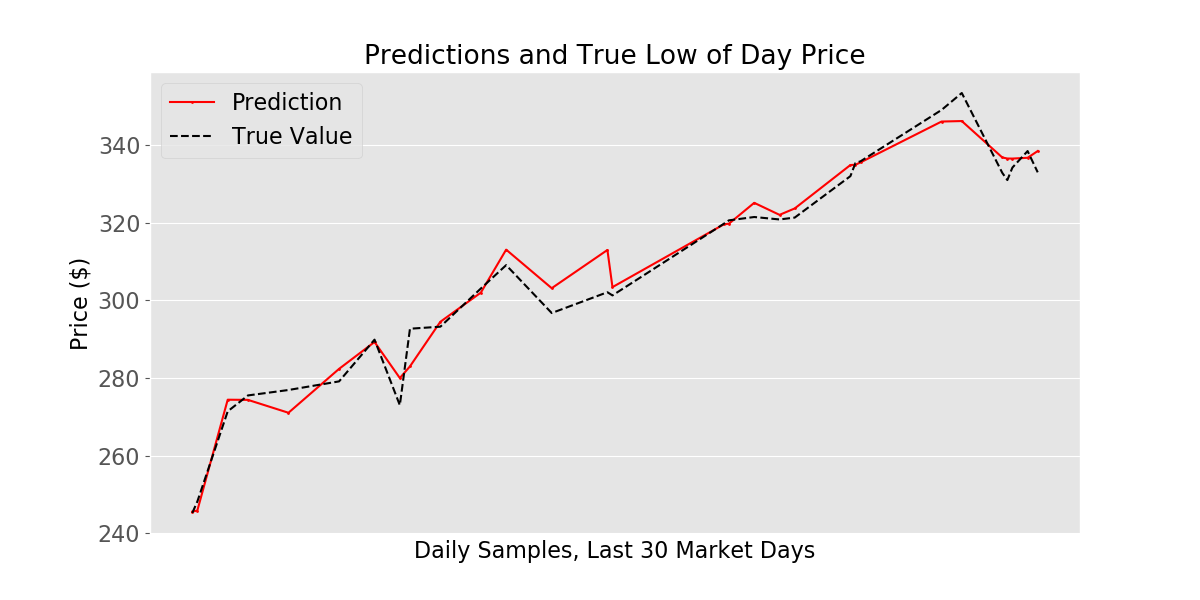 Predictions and True Low of Day Price
Prediction
True Value
340
320
300
280
260
240
Price ($)
Daily Samples, Last 30 Market Days